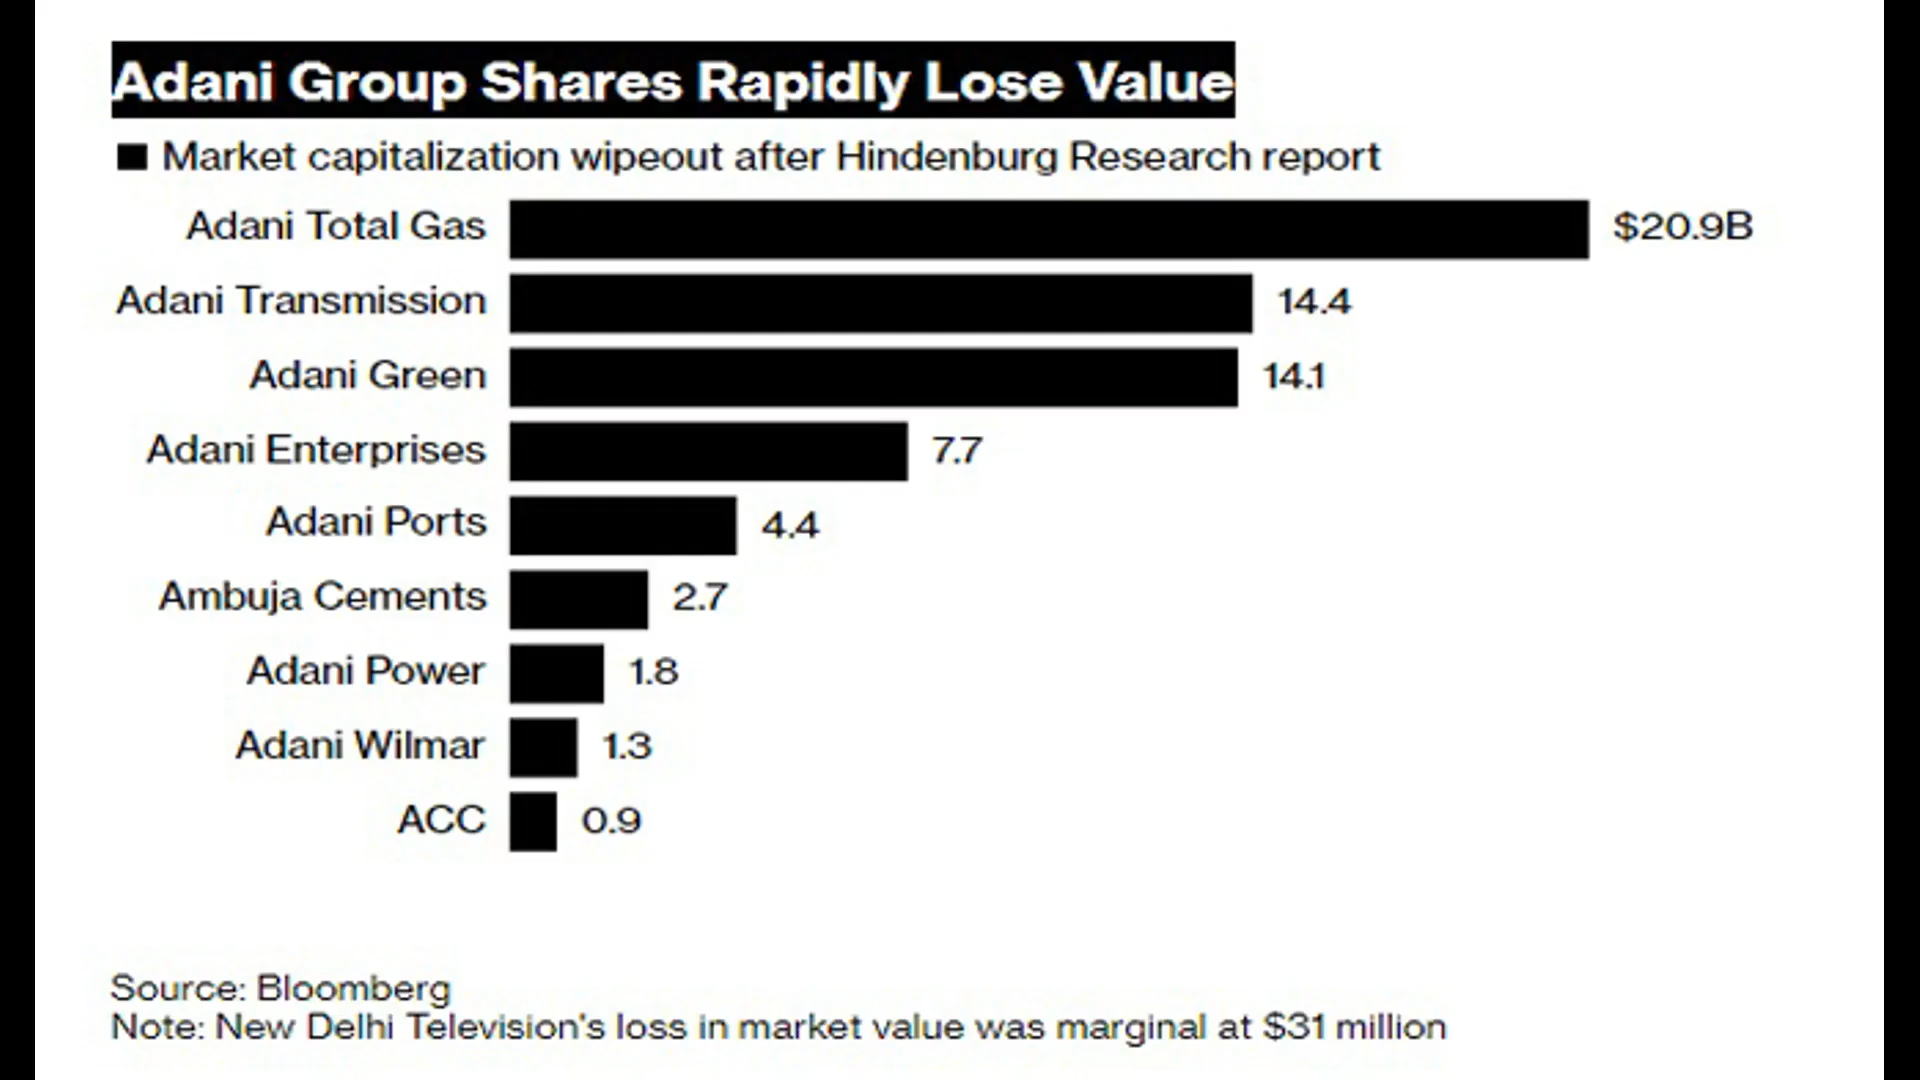 Adani Group Shares Rapidly Lose Value
Market capitalization wipeout after Hindenburg Research report
Adani Total Gas $20.9B
Adani Transmission 14.4
Adani Green 14.1
Adani Enterprises 7.7
Adani Ports 4.4
Ambuja Cements 2.7
Adani Power 1.8
Adani Wilmar 1.3
ACC 0.9
Source: Bloomberg
Note: New Delhi Television's loss in market value was marginal at $31 million